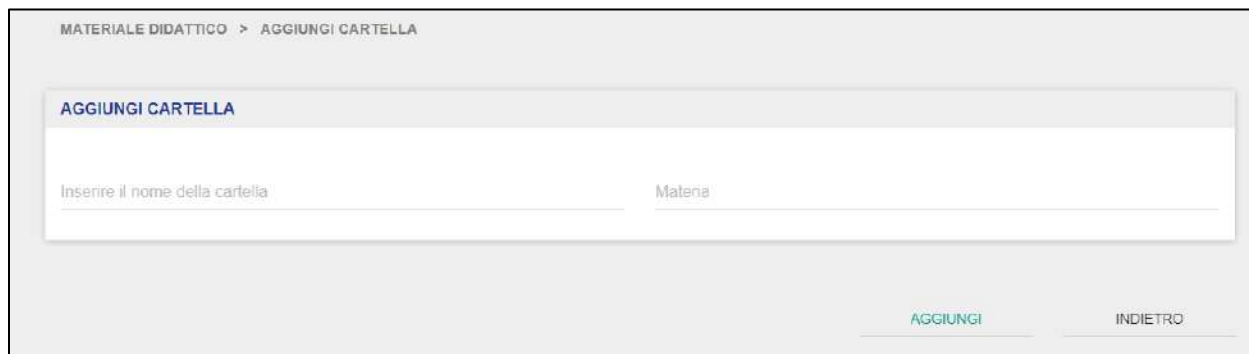 MATERIALE DIDATTICO > AGGIUNGI CARTELLA
AGGIUNGI CARTELLA
Inserire il nome della cartella Materia
AGGIUNGI INDIETRO